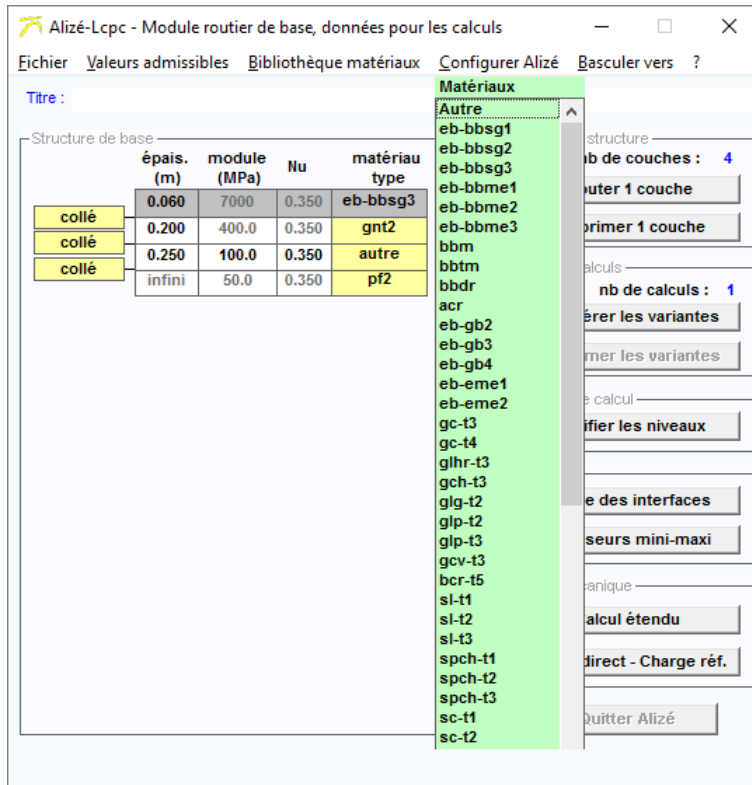 Alizé-Lcpc - Module routier de base, données pour les calculs
Fichier Valeurs admissibles Bibliothèque matériaux Configurer Alizé Basculer vers ?
Titre :
Structure de base
épais. (m) module (MPa) Nu matériau type
0.060 7000 0.350 eb-bbsg3
collé
0.200 400.0 0.350 gnt2
collé
0.250 100.0 0.350 autre
collé
infini 50.0 0.350 pf2
Matériaux
Autre
eb-bbsg1
eb-bbsg2
eb-bbsg3
eb-bbme1
eb-bbme2
eb-bbme3
bbm
bbtm
bbdr
acr
eb-gb2
eb-gb3
eb-gb4
eb-eme1
eb-eme2
gc-t3
gc-t4
glhr-t3
gch-t3
glg-t2
glp-t2
glp-t3
gcv-t3
bcr-t5
sl-t1
sl-t2
sl-t3
spch-t1
spch-t2
spch-t3
sc-t1
sc-t2
structure
nb de couches : 4
outer 1 couche
primer 1 couche
alculs
nb de calculs : 1
érer les variantes
mer les variantes
e calcul
ifier les niveaux
e des interfaces
sseurs mini-maxi
canique
alcul étendu
direct - Charge réf.
Quitter Alizé